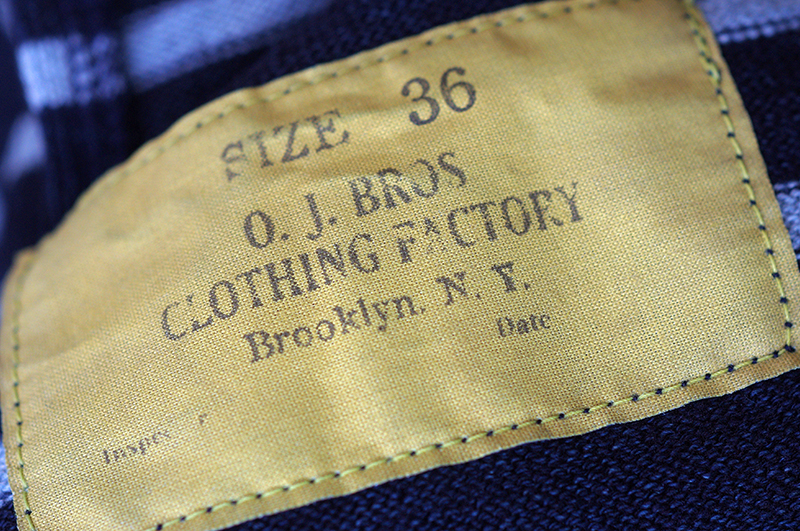 SIZE 36
O. J. BROS
CLOTHING FACTORY
Brooklyn. N. Y.
Date